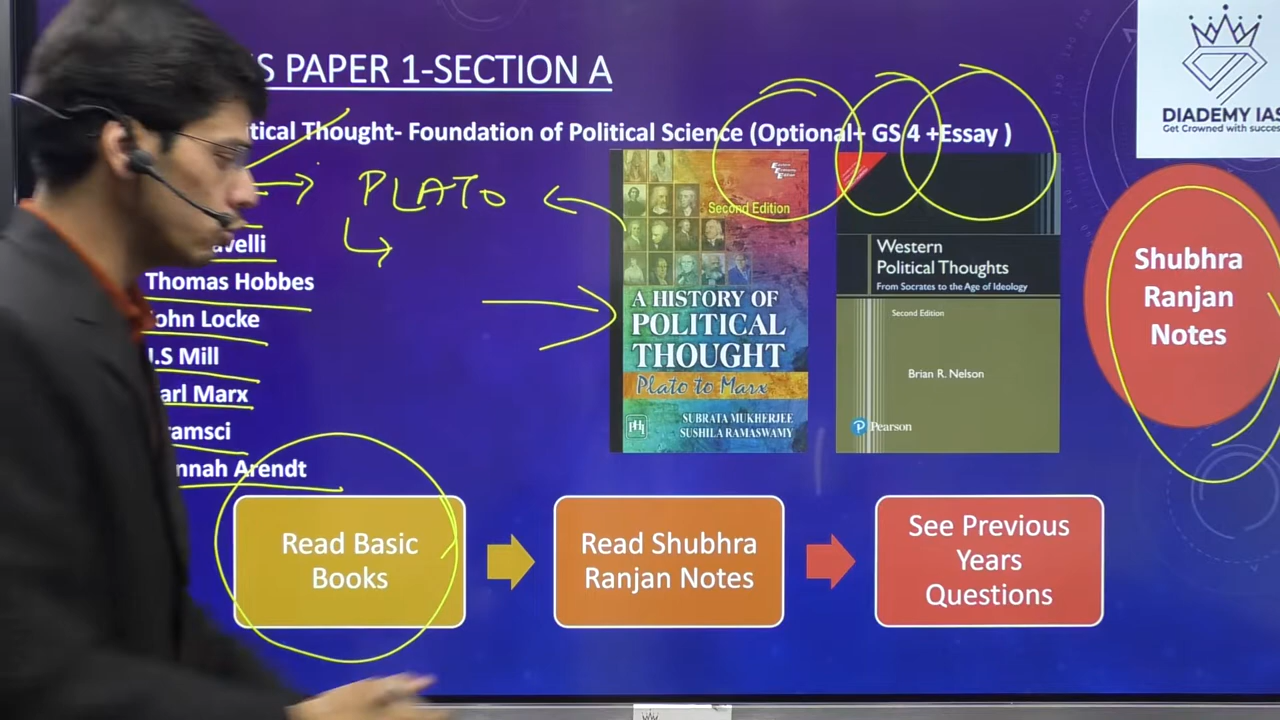 S PAPER 1-SECTION A
itical Thought- Foundation of Political Science (Optional+ GS 4 +Essay )
PLATO
avelli
Thomas Hobbes
John Locke
J.S Mill
arl Marx
ramsci
nnah Arendt
Second Edition
A HISTORY OF
POLITICAL
THOUGHT
Plato to Marx
SUBRATA MUKHERJEE
SUSHILA RAMASWAMY
PHI
Western
Political Thoughts
From Socrates to the Age of Ideology
Second Edition
Brian R. Nelson
Pearson
Shubhra
Ranjan
Notes
DIADEMY IAS
Get Crowned with succes
Read Basic
Books
Read Shubhra
Ranjan Notes
See Previous
Years
Questions